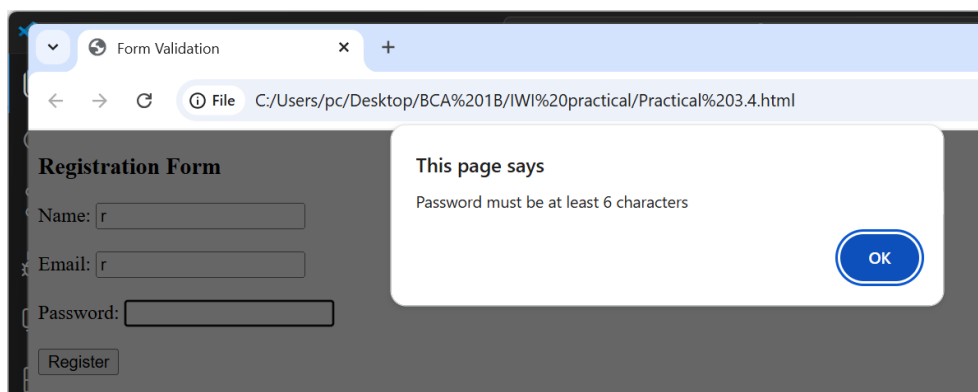 Form Validation
File C:/Users/pc/Desktop/BCA%201B/IWI%20practical/Practical%203.4.html
This page says
Password must be at least 6 characters
OK
Registration Form
Name: r
Email: r
Password:
Register